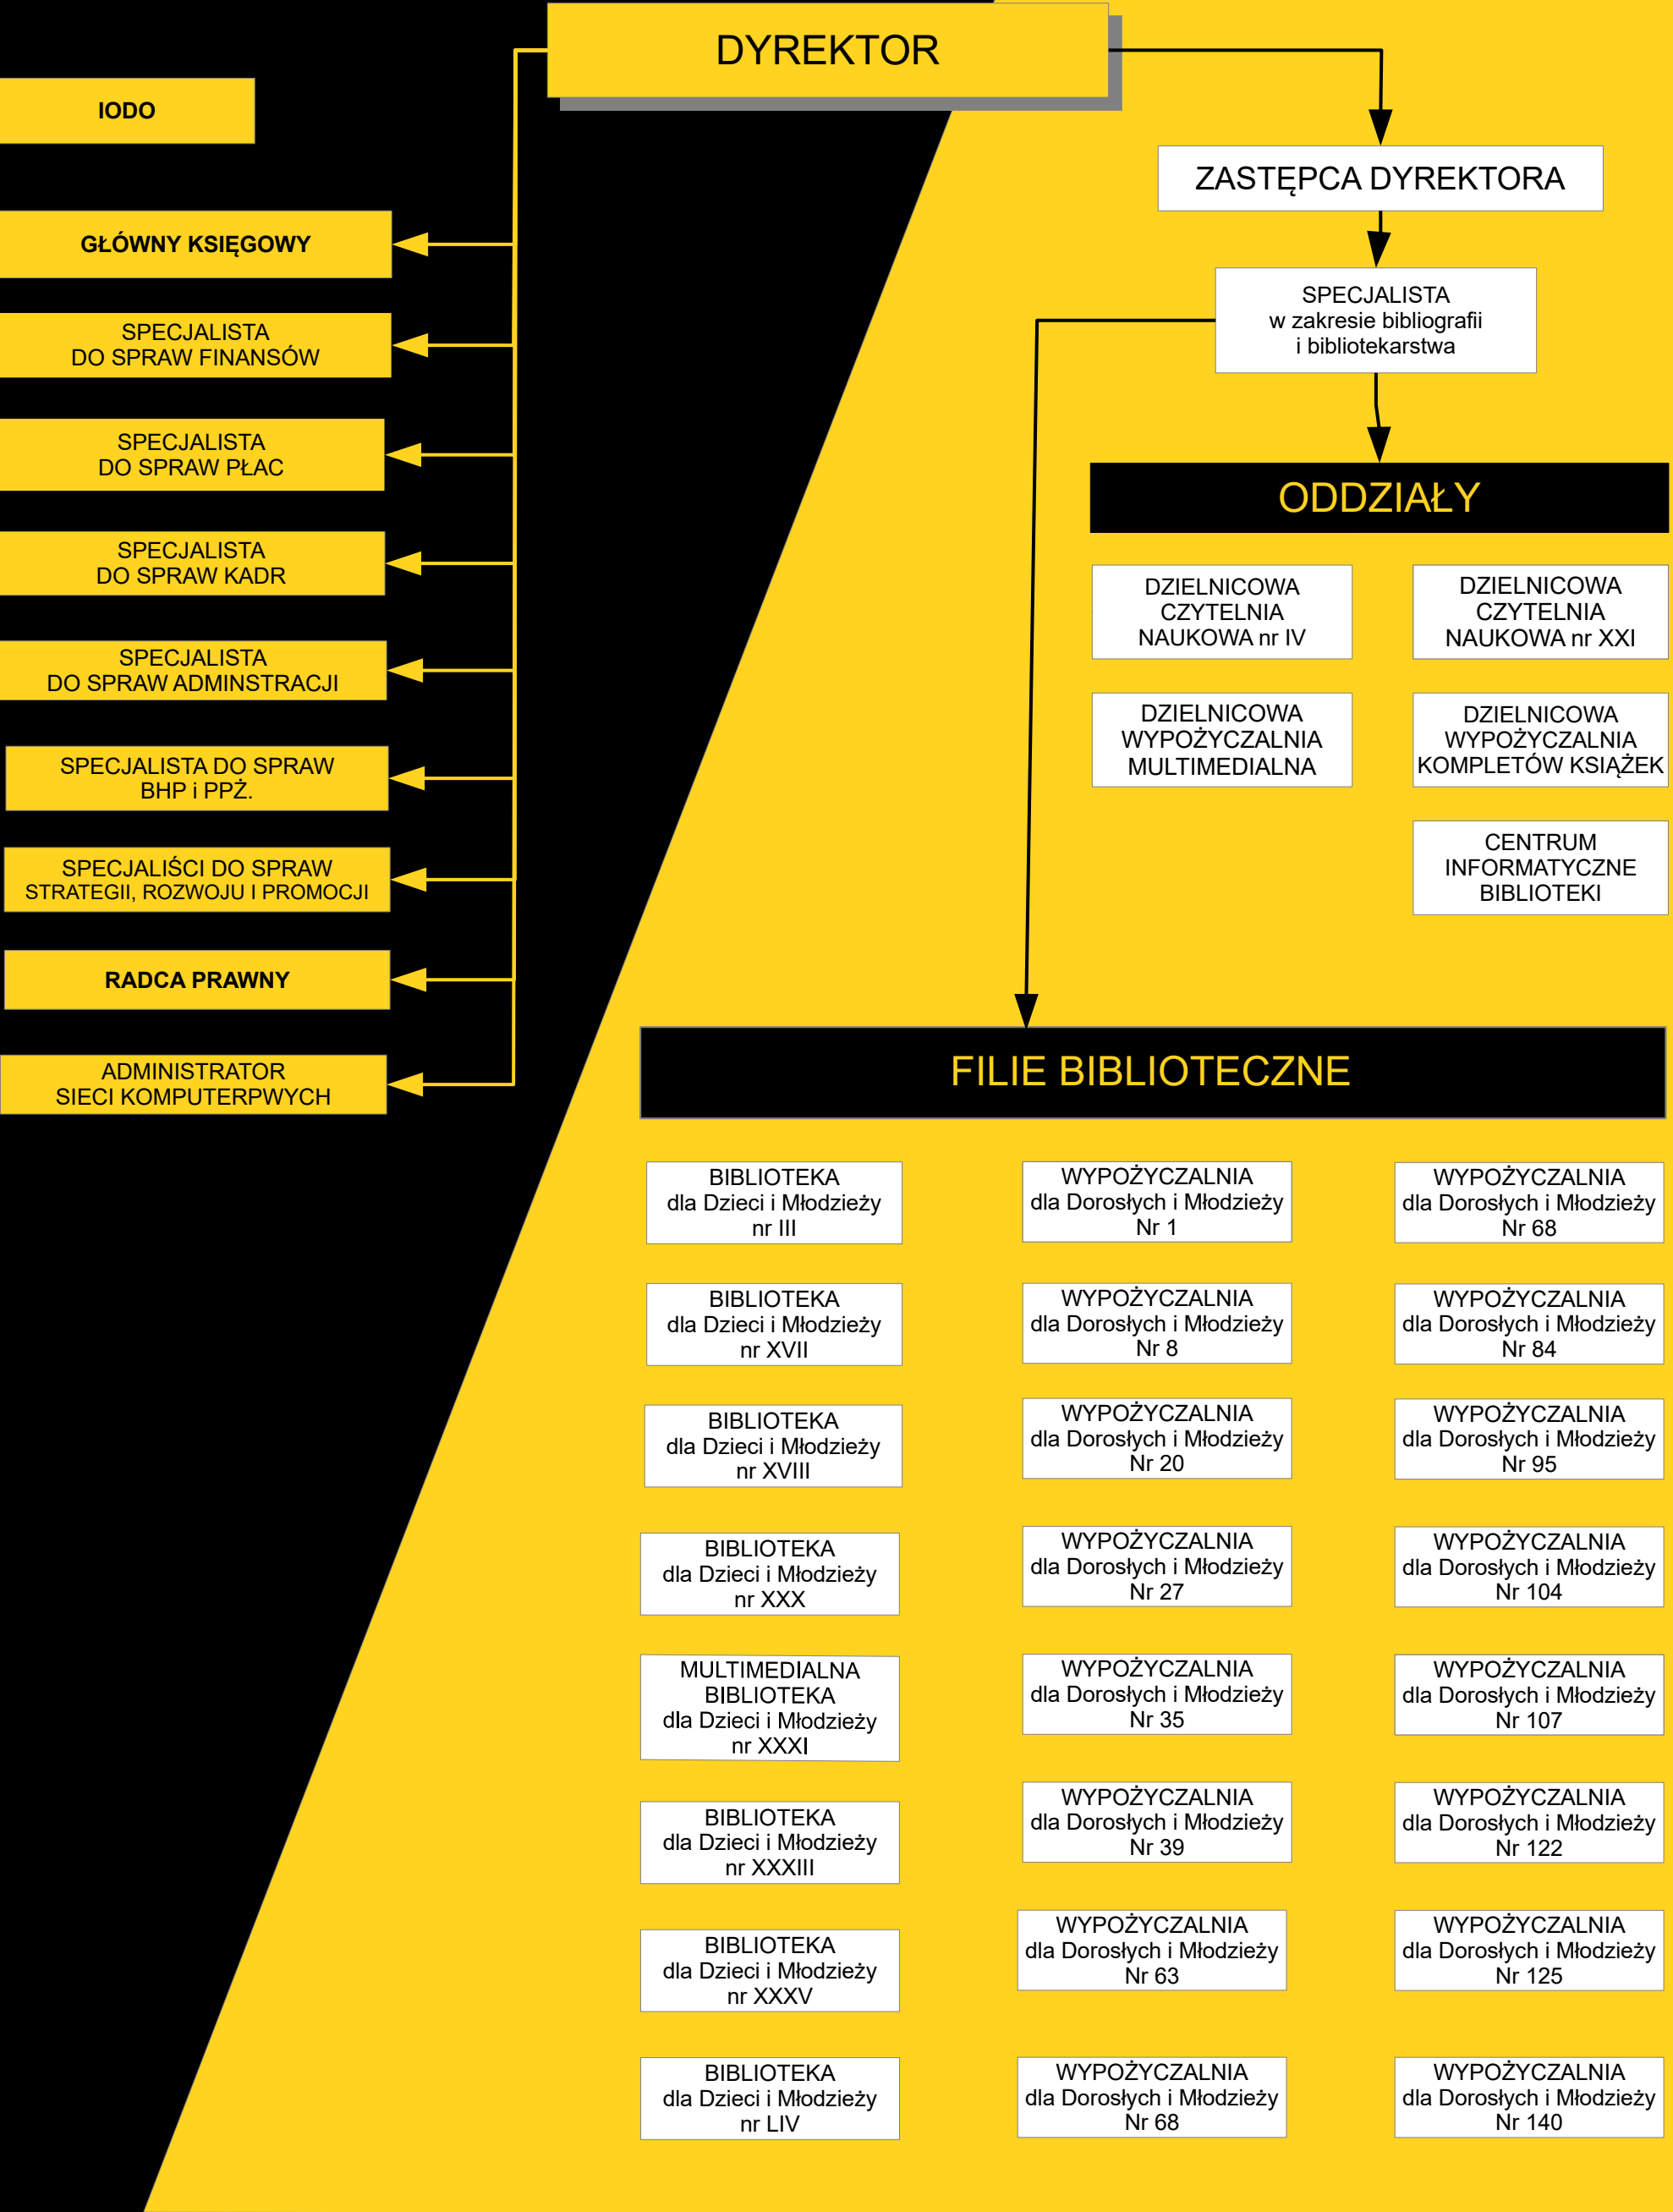 DYREKTOR
IODO
GŁÓWNY KSIĘGOWY
SPECJALISTA
DO SPRAW FINANSÓW
SPECJALISTA
DO SPRAW PŁAC
SPECJALISTA
DO SPRAW KADR
SPECJALISTA
DO SPRAW ADMINSTRACJI
SPECJALISTA DO SPRAW
BHP i PPŻ.
SPECJALIŚCI DO SPRAW
STRATEGII, ROZWOJU I PROMOCJI
RADCA PRAWNY
ADMINISTRATOR
SIECI KOMPUTERPWYCH
ZASTĘPCA DYREKTORA
SPECJALISTA
w zakresie bibliografii
i bibliotekarstwa
ODDZIAŁY
DZIELNICOWA
CZYTELNIA
NAUKOWA nr IV
DZIELNICOWA
CZYTELNIA
NAUKOWA nr XXI
DZIELNICOWA
WYPOŻYCZALNIA
MULTIMEDIALNA
DZIELNICOWA
WYPOŻYCZALNIA
KOMPLETÓW KSIĄŻEK
CENTRUM
INFORMATYCZNE
BIBLIOTEKI
FILIE BIBLIOTECZNE
BIBLIOTEKA
dla Dzieci i Młodzieży
nr III
BIBLIOTEKA
dla Dzieci i Młodzieży
nr XVII
BIBLIOTEKA
dla Dzieci i Młodzieży
nr XVIII
BIBLIOTEKA
dla Dzieci i Młodzieży
nr XXX
MULTIMEDIALNA
BIBLIOTEKA
dla Dzieci i Młodzieży
nr XXXI
BIBLIOTEKA
dla Dzieci i Młodzieży
nr XXXIII
BIBLIOTEKA
dla Dzieci i Młodzieży
nr XXXV
BIBLIOTEKA
dla Dzieci i Młodzieży
nr LIV
WYPOŻYCZALNIA
dla Dorosłych i Młodzieży
Nr 1
WYPOŻYCZALNIA
dla Dorosłych i Młodzieży
Nr 8
WYPOŻYCZALNIA
dla Dorosłych i Młodzieży
Nr 20
WYPOŻYCZALNIA
dla Dorosłych i Młodzieży
Nr 27
WYPOŻYCZALNIA
dla Dorosłych i Młodzieży
Nr 35
WYPOŻYCZALNIA
dla Dorosłych i Młodzieży
Nr 39
WYPOŻYCZALNIA
dla Dorosłych i Młodzieży
Nr 63
WYPOŻYCZALNIA
dla Dorosłych i Młodzieży
Nr 68
WYPOŻYCZALNIA
dla Dorosłych i Młodzieży
Nr 68
WYPOŻYCZALNIA
dla Dorosłych i Młodzieży
Nr 84
WYPOŻYCZALNIA
dla Dorosłych i Młodzieży
Nr 95
WYPOŻYCZALNIA
dla Dorosłych i Młodzieży
Nr 104
WYPOŻYCZALNIA
dla Dorosłych i Młodzieży
Nr 107
WYPOŻYCZALNIA
dla Dorosłych i Młodzieży
Nr 122
WYPOŻYCZALNIA
dla Dorosłych i Młodzieży
Nr 125
WYPOŻYCZALNIA
dla Dorosłych i Młodzieży
Nr 140